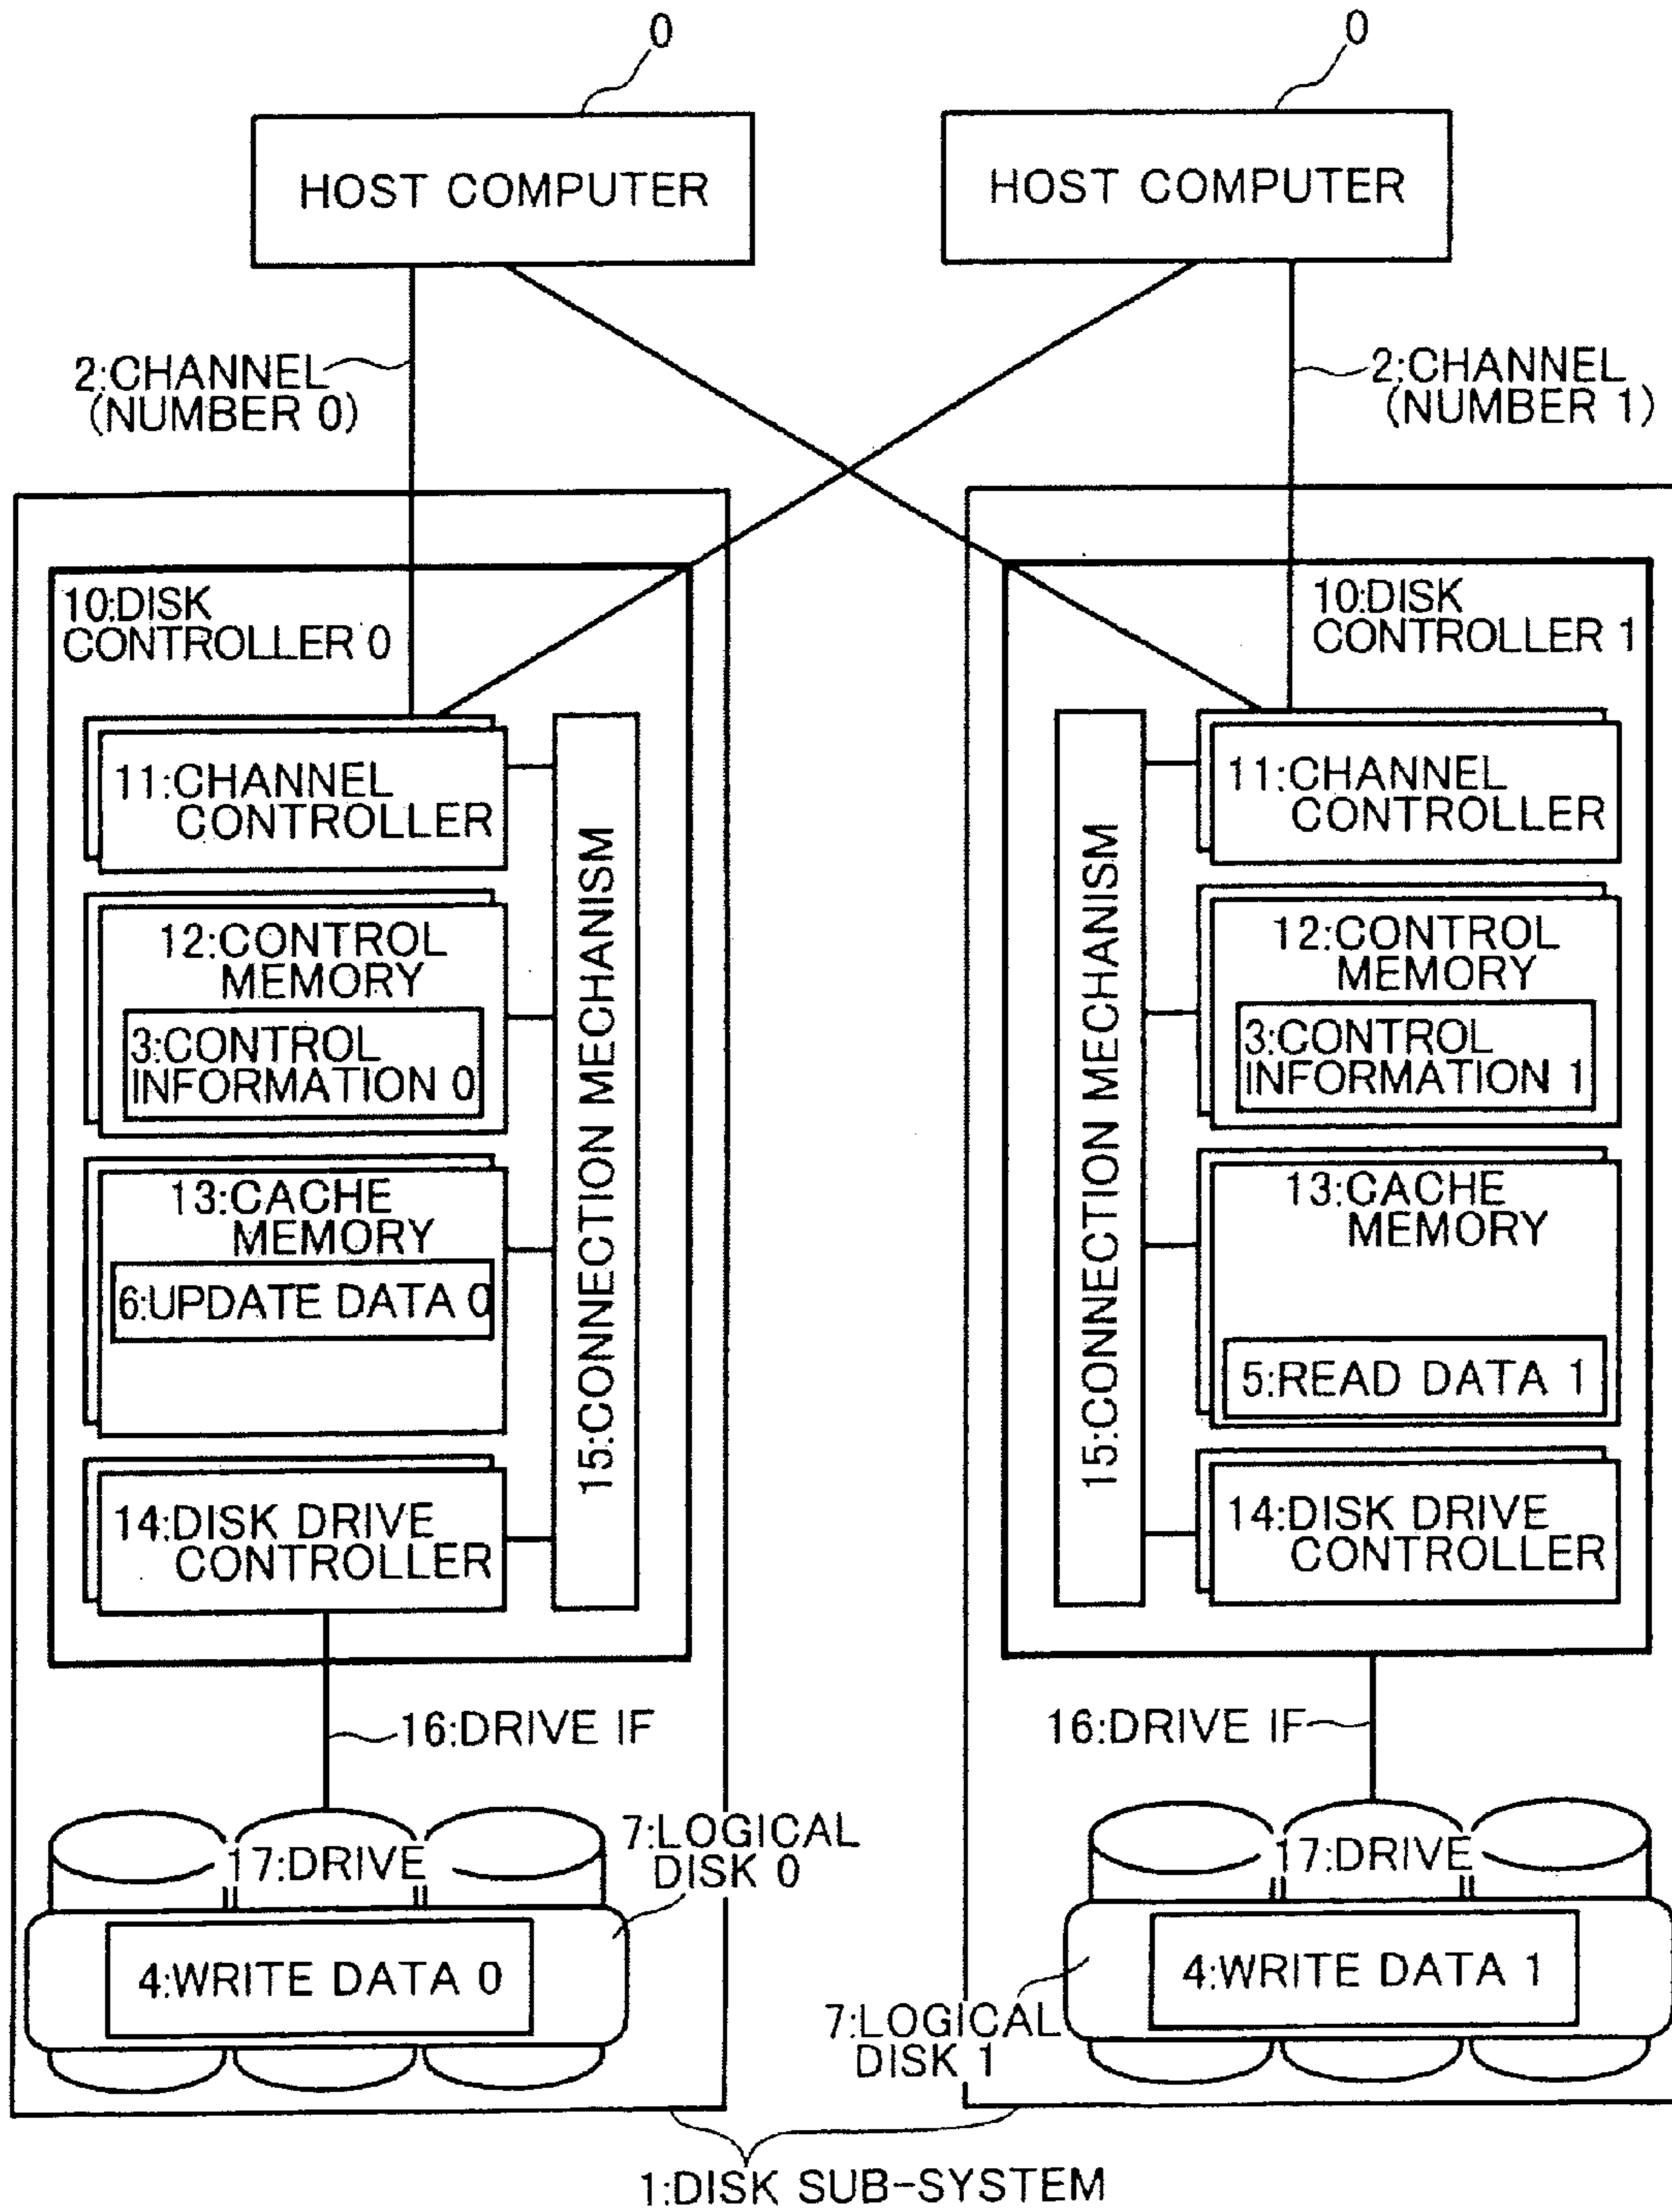 0
0
HOST COMPUTER
HOST COMPUTER
2:CHANNEL
(NUMBER 0)
2:CHANNEL
(NUMBER 1)
10:DISK
CONTROLLER 0
11:CHANNEL
CONTROLLER
12:CONTROL
MEMORY
3:CONTROL
INFORMATION 0
13:CACHE
MEMORY
6:UPDATE DATA 0
14:DISK DRIVE
CONTROLLER
15:CONNECTION MECHANISM
16:DRIVE IF
17:DRIVE
7:LOGICAL
DISK 0
4:WRITE DATA 0
10:DISK
CONTROLLER 1
15:CONNECTION MECHANISM
11:CHANNEL
CONTROLLER
12:CONTROL
MEMORY
3:CONTROL
INFORMATION 1
13:CACHE
MEMORY
5:READ DATA 1
14:DISK DRIVE
CONTROLLER
16:DRIVE IF
17:DRIVE
4:WRITE DATA 1
7:LOGICAL
DISK 1
1:DISK SUB-SYSTEM